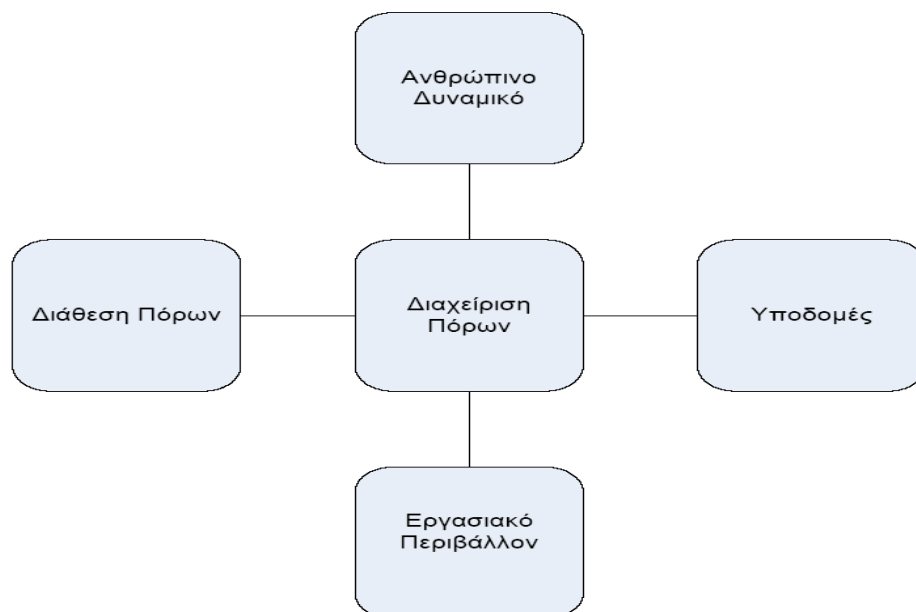 Ανθρώπινο
Δυναμικό
Διάθεση Πόρων
Διαχείριση
Πόρων
Υποδομές
Εργασιακό
Περιβάλλον